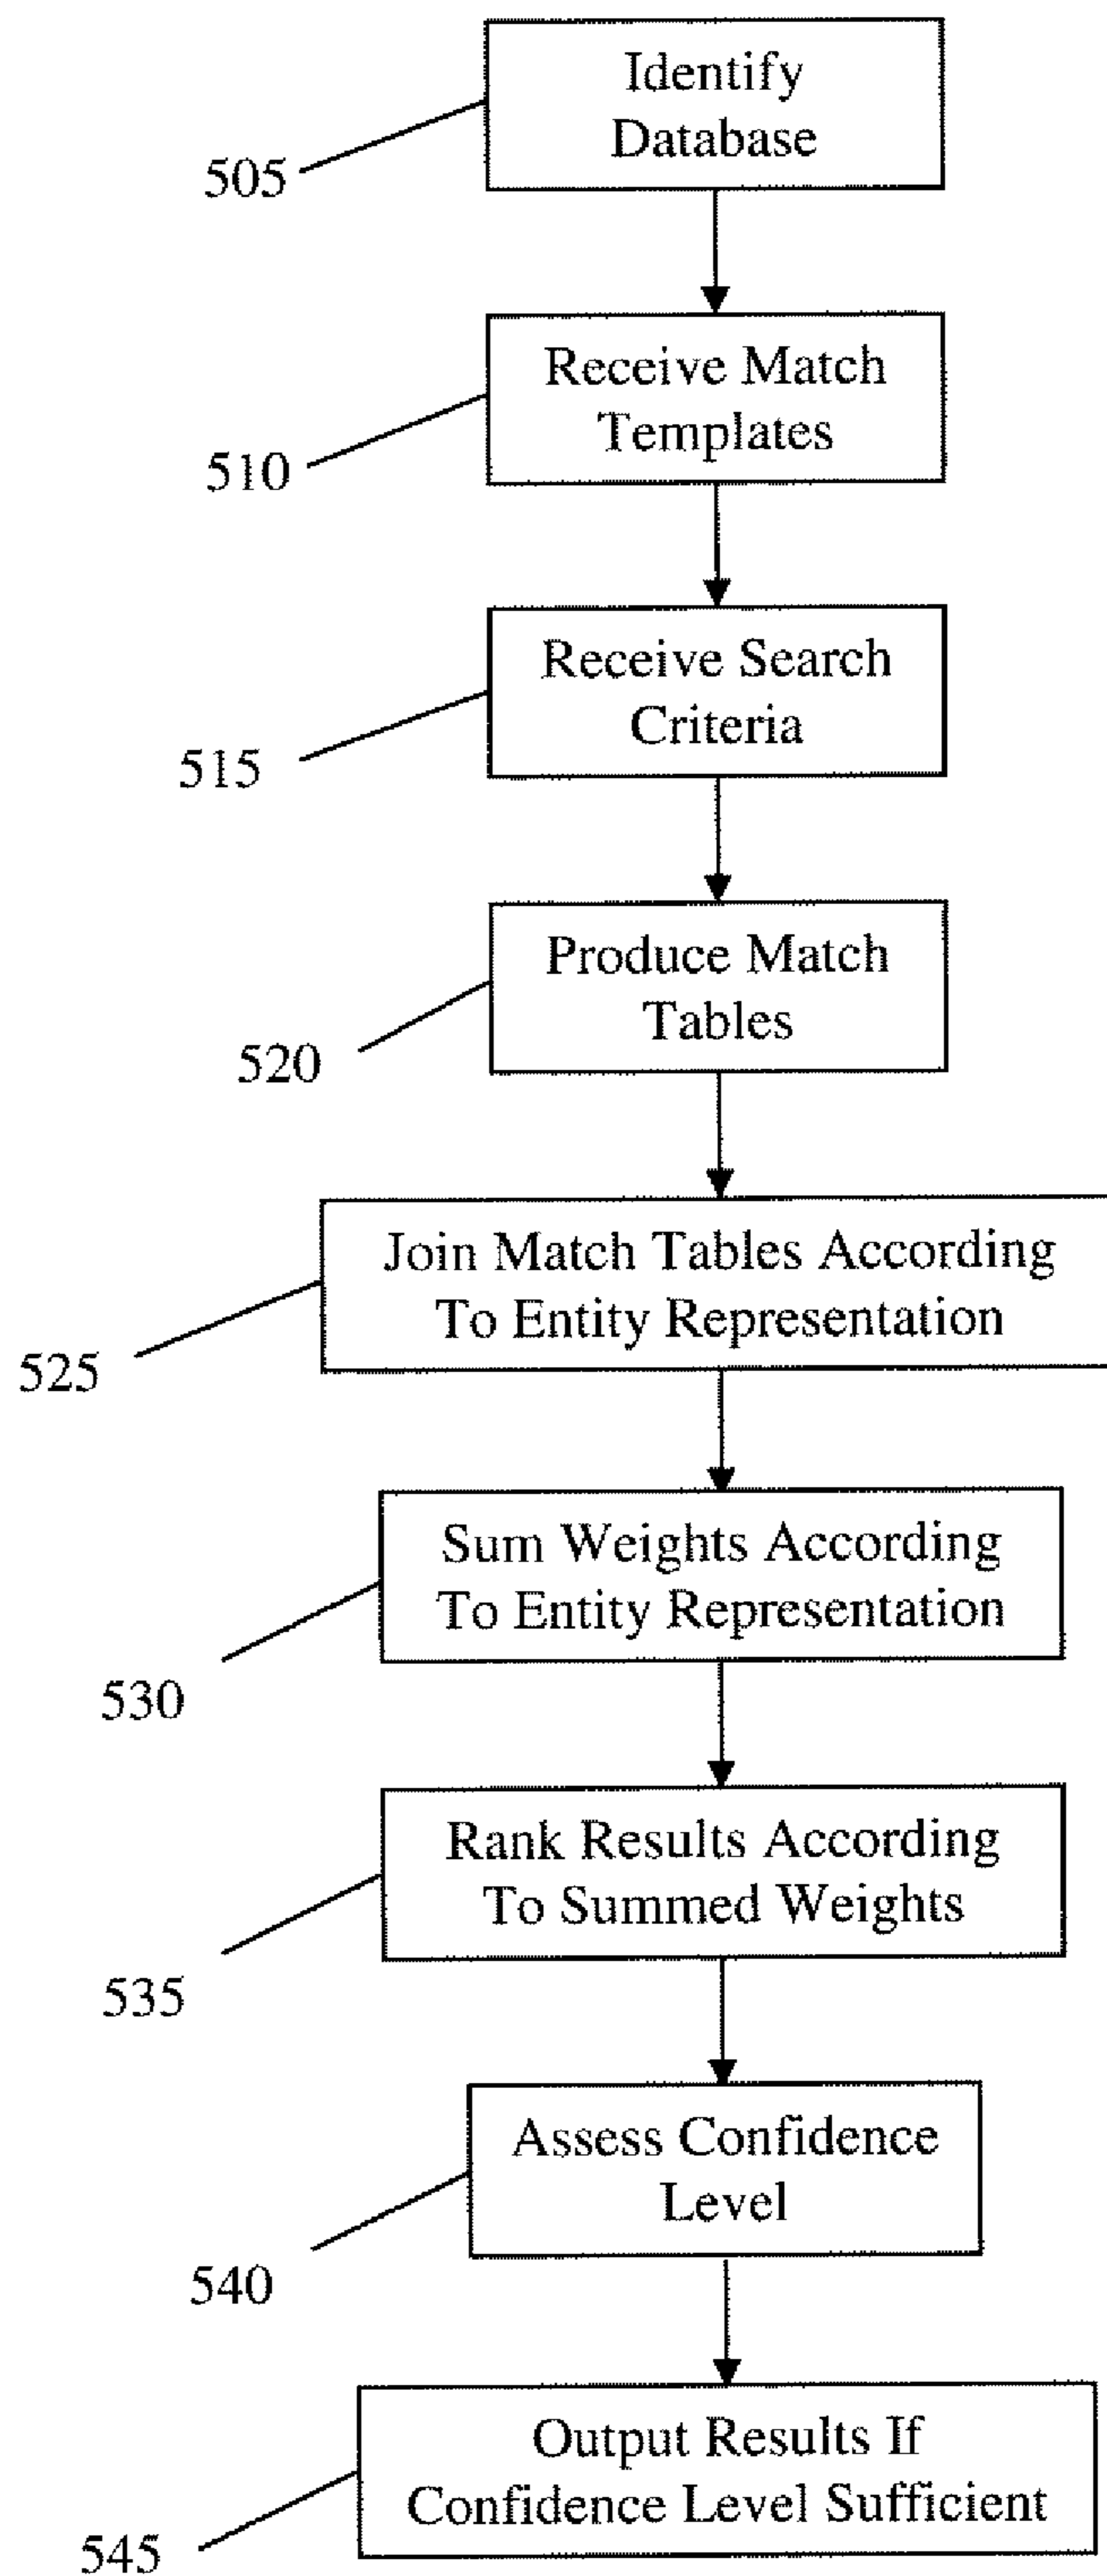 Identify
Database
505
Receive Match
Templates
510
Receive Search
Criteria
515
Produce Match
Tables
520
Join Match Tables According
To Entity Representation
525
Sum Weights According
To Entity Representation
530
Rank Results According
To Summed Weights
535
Assess Confidence
Level
540
Output Results If
Confidence Level Sufficient
545